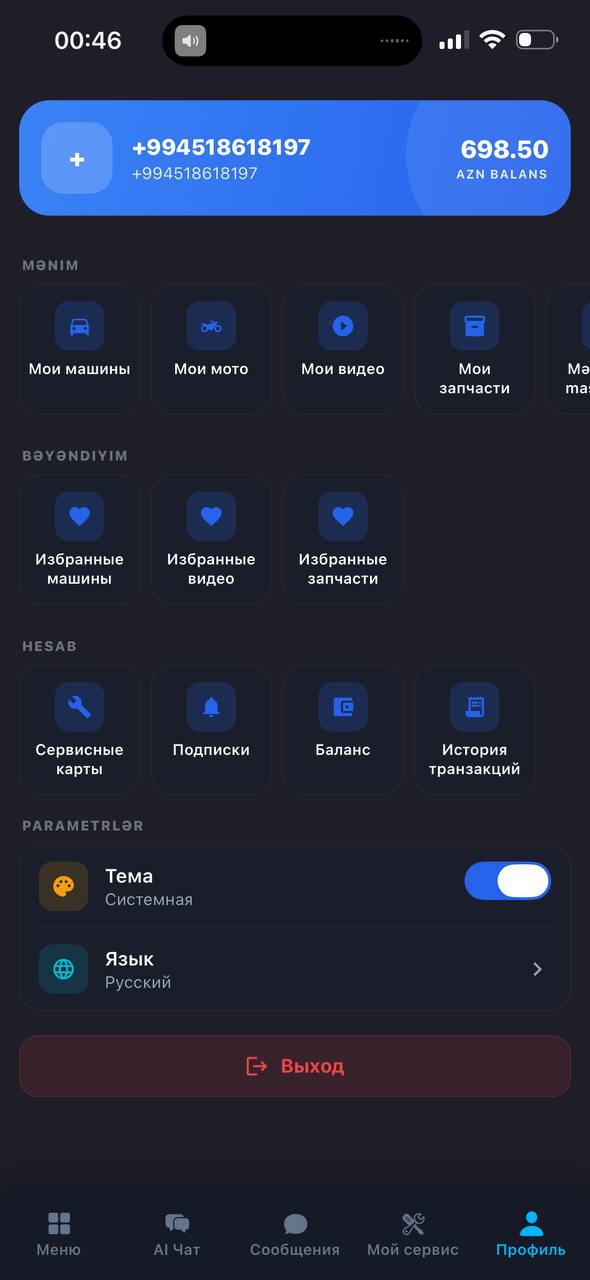 00:46
+
+994518618197
698.50
+994518618197
AZN BALANS
MƏNIM
Мои машины
Мои мото
Мои видео
Мои
запчасти
BƏYƏNDIYIM
Избранные
машины
Избранные
видео
Избранные
запчасти
HESAB
Сервисные
карты
Подписки
Баланс
История
транзакций
PARAMETRLƏR
Тема
Системная
Язык
Русский
Выход
Меню
AI Чат
Сообщения
Мой сервис
Профиль